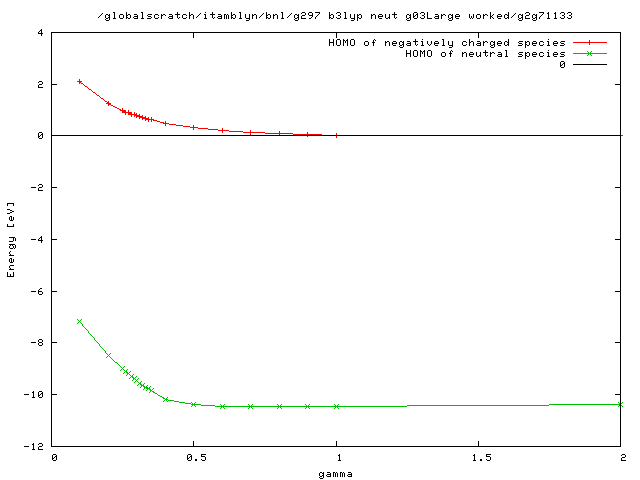 /globalscratch/itamblyn/bnl/g297 b3lyp neut g03Large worked/g2g71133
HOMO of negatively charged species
HOMO of neutral species
0
4
2
0
-2
-4
-6
-8
-10
-12
Energy [eV]
0 0.5 1 1.5 2
gamma